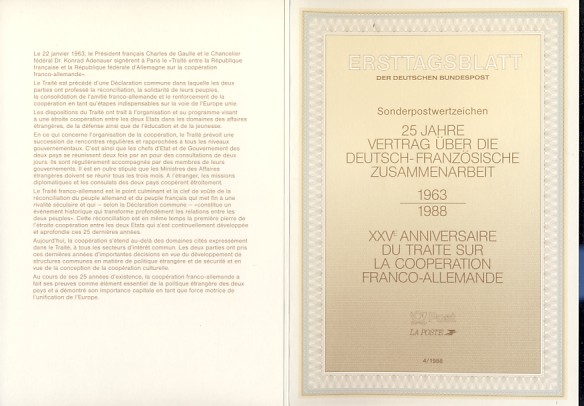 Le 22 janvier 1963, le Président français Charles de Gaulle et le Chancelier
fédéral Dr. Konrad Adenauer signèrent à Paris le «Traité entre la République
française et la République fédérale d'Allemagne sur la coopération
franco-allemande».
Le Traité est précédé d'une Déclaration commune dans laquelle les deux
parties ont professé la réconciliation, la solidarité de leurs peuples,
la consolidation de l'amitié franco-allemande et le renforcement de la
coopération en tant qu'étapes indispensables sur la voie de l'Europe unie.
Les dispositions du Traité ont trait à l'organisation et au programme visant
à une étroite coopération entre les deux Etats dans les domaines des affaires
étrangères, de la défense ainsi que de l'éducation et de la jeunesse.
En ce qui concerne l'organisation de la coopération, le Traité prévoit une
succession de rencontres régulières et rapprochées à tous les niveaux
gouvernementaux. C'est ainsi que les chefs d'Etat et de Gouvernement des
deux pays se réunissent deux fois par an pour des consultations de deux
jours. Ils sont régulièrement accompagnés par des membres de leurs
gouvernements. Il est en outre stipulé que les Ministres des Affaires
étrangères doivent se réunir tous les trois mois. A l'étranger, les missions
diplomatiques et les consulats des deux pays coopèrent étroitement.
Le Traité franco-allemand est le point culminant et la clef de voûte de la
réconciliation du peuple allemand et du peuple français qui met fin à une
rivalité séculaire et qui – selon la Déclaration commune – «constitue un
événement historique qui transforme profondément les relations entre les
deux peuples». Cette réconciliation est en même temps la première pierre de
l'étroite coopération entre les deux Etats qui s'est continuellement développée
et approfondie ces 25 dernières années.
Aujourd'hui, la coopération s'étend au-delà des domaines cités expressément
dans le Traité, à tous les secteurs d'intérêt commun. Les deux parties ont pris
ces dernières années d'importantes décisions en vue du développement de
structures communes en matière de politique étrangère et de sécurité et en
vue de la conception de la coopération culturelle.
Au cours de ses 25 années d'existence, la coopération franco-allemande a
fait ses preuves comme élément essentiel de la politique étrangère des deux
pays et a démontré son importance capitale en tant que force motrice de
l'unification de l'Europe.
ERSTTAGSBLATT
DER DEUTSCHEN BUNDESPOST
Sonderpostwertzeichen
25 JAHRE
VERTRAG ÜBER DIE
DEUTSCH-FRANZÖSISCHE
ZUSAMMENARBEIT
1963
1988
XXVE ANNIVERSAIRE
DU TRAITE SUR
LA COOPERATION
FRANCO-ALLEMANDE
Post
LA POSTE
4/1988